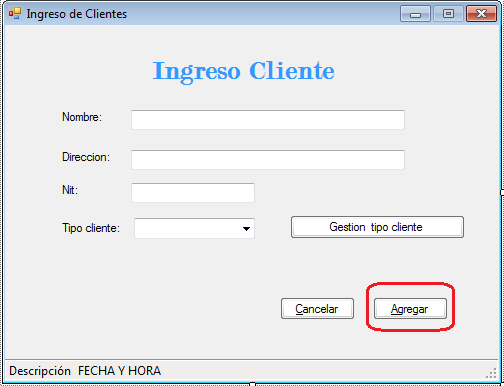 Ingreso de Clientes
Ingreso Cliente
Nombre:
Direccion:
Nit:
Tipo cliente:
Gestion tipo cliente
Cancelar
Agregar
Descripción FECHA Y HORA